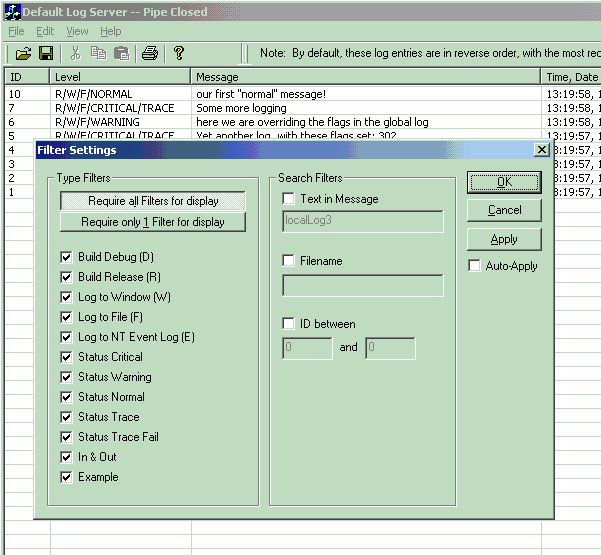 Default Log Server -- Pipe Closed
File Edit View Help
Note: By default, these log entries are in reverse order, with the most
ID Level Message Time, Date
10 R/W/F/NORMAL our first "normal" message! 13:19:58, 1
7 R/W/F/CRITICAL/TRACE Some more logging 13:19:58, 1
6 R/W/F/WARNING here we are overriding the flags in the global log 13:19:57, 1
5 R/W/F/CRITICAL/TRACE Yet another log, with these flags set: 302 13:19:57, 1
4 3:19:57, 1
3 3:19:57, 1
2 3:19:57, 1
1 3:19:57, 1
Filter Settings
Type Filters
Require all Filters for display
Require only 1 Filter for display
Build Debug (D)
Build Release (R)
Log to Window (W)
Log to File (F)
Log to NT Event Log (E)
Status Critical
Status Warning
Status Normal
Status Trace
Status Trace Fail
In & Out
Example
Search Filters
Text in Message
localLog3
Filename
ID between
0 and 0
OK
Cancel
Apply
Auto-Apply